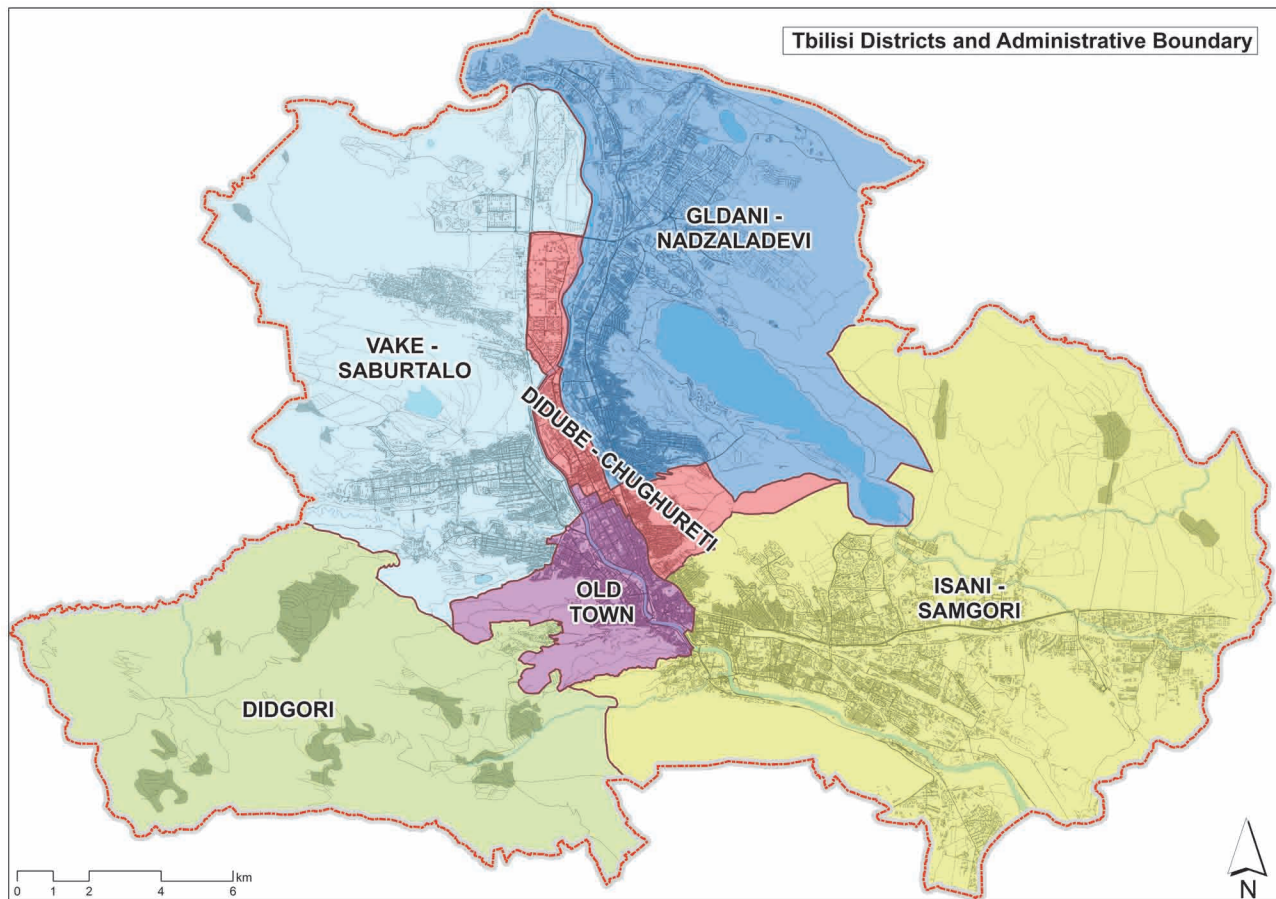 Tbilisi Districts and Administrative Boundary
GLDANI -
NADZALADEVI
VAKE -
SABURTALO
DIDUBE - CHUGHURETI
OLD
TOWN
ISANI -
SAMGORI
DIDGORI
km
0 1 2 4 6
N